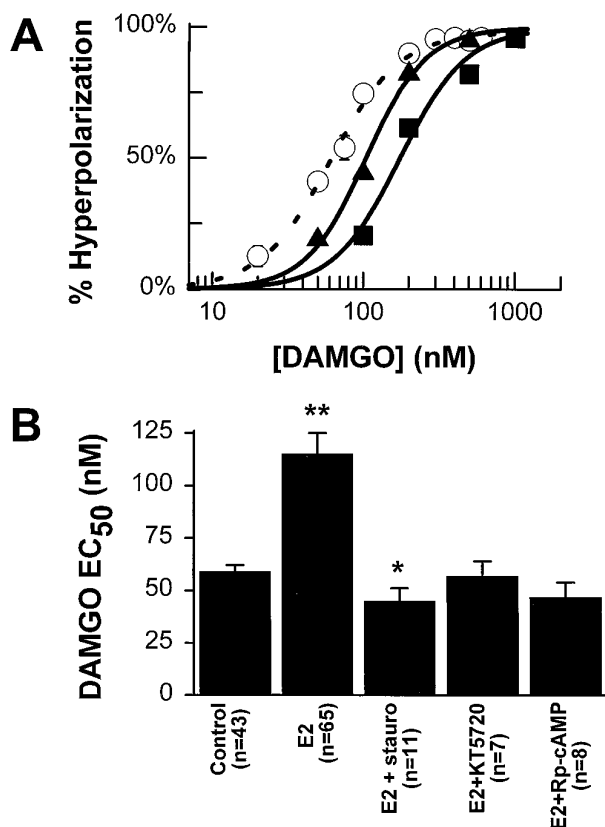 A
% Hyperpolarization
100%
50%
0%
10
100
1000
[DAMGO] (nM)
B
DAMGO EC50 (nM)
125
100
75
50
25
0
**
*
Control
(n=43)
E2
(n=65)
E2 + stauro
(n=11)
E2+KT5720
(n=7)
E2+Rp-cAMP
(n=8)